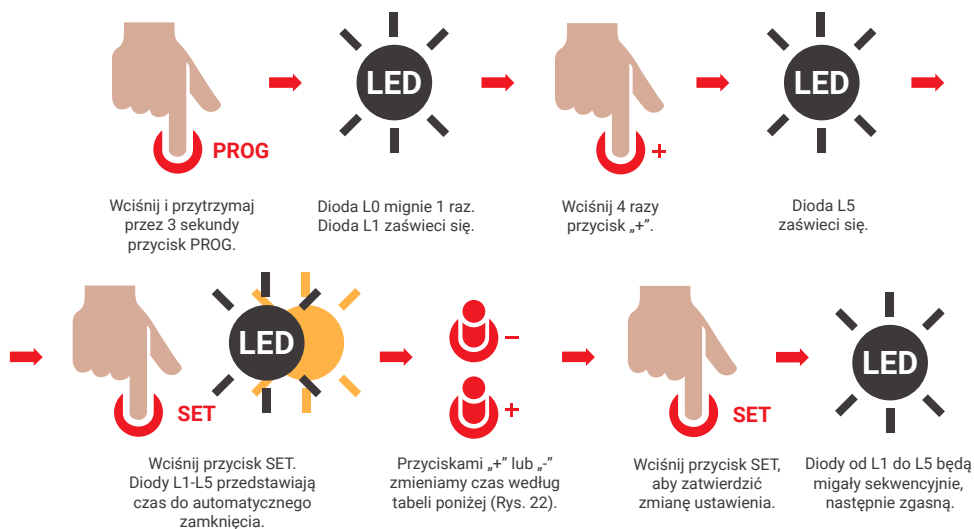 LED
LED
PROG
+
Wciśnij i przytrzymaj
przez 3 sekundy
przycisk PROG.
Dioda L0 mignie 1 raz.
Dioda L1 zaświeci się.
Wciśnij 4 razy
przycisk „+”.
Dioda L5
zaświeci się.
LED
SET
-
+
SET
LED
Wciśnij przycisk SET.
Diody L1-L5 przedstawiają
czas do automatycznego
zamknięcia.
Przyciskami „+” lub „-”
zmieniamy czas według
tabeli poniżej (Rys. 22).
Wciśnij przycisk SET,
aby zatwierdzić
zmianę ustawienia.
Diody od L1 do L5 będą
migały sekwencyjnie,
następnie zgasną.